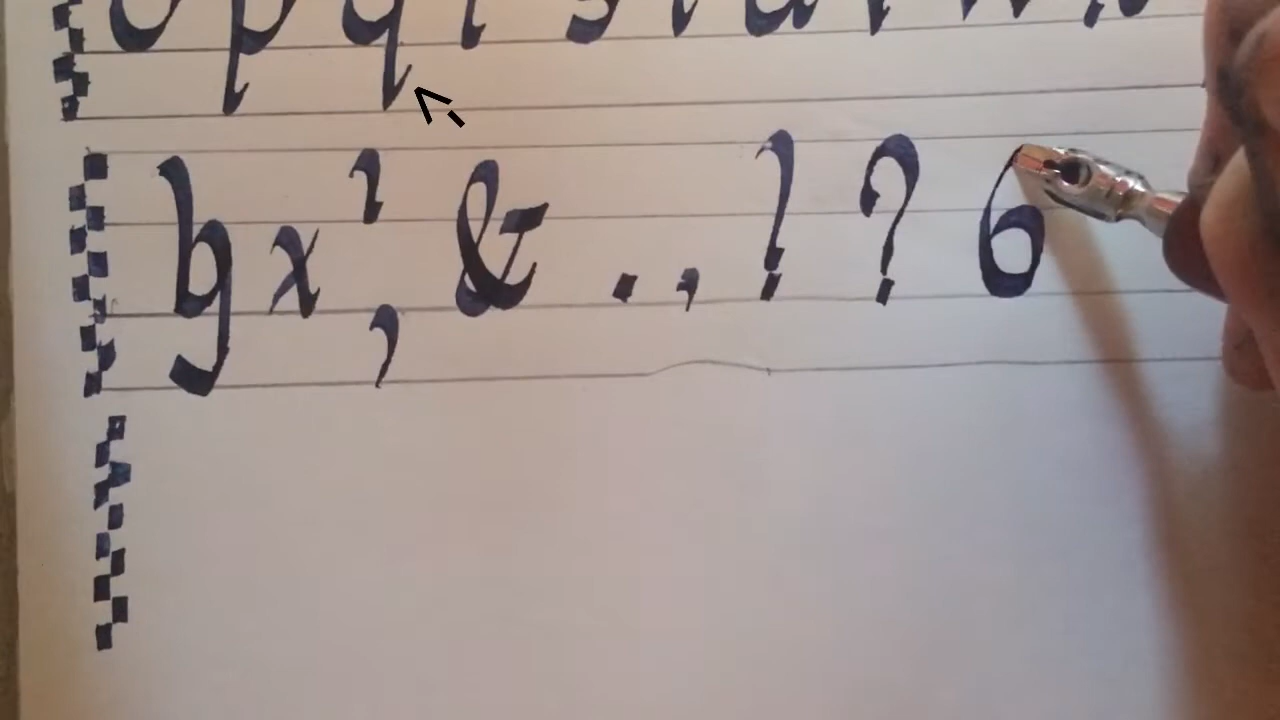 o p q r s t u v w x
y x ’ , & . , ! ? 6